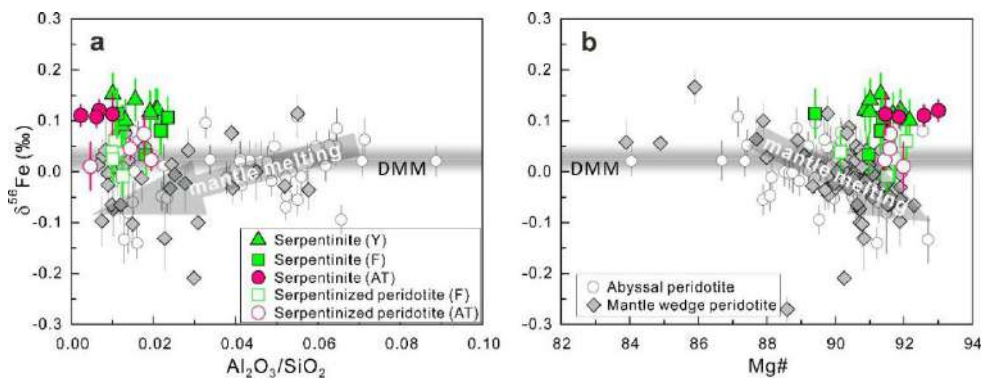 0.3
0.2
0.1
0.0
-0.1
-0.2
-0.3
δ⁵⁶Fe (‰)
a
mantle melting
DMM
Serpentinite (Y)
Serpentinite (F)
Serpentinite (AT)
Serpentinized peridotite (F)
Serpentinized peridotite (AT)
0.00 0.02 0.04 0.06 0.08 0.10
Al₂O₃/SiO₂
0.3
0.2
0.1
0.0
-0.1
-0.2
-0.3
b
mantle melting
DMM
Abyssal peridotite
Mantle wedge peridotite
82 84 86 88 90 92 94
Mg#